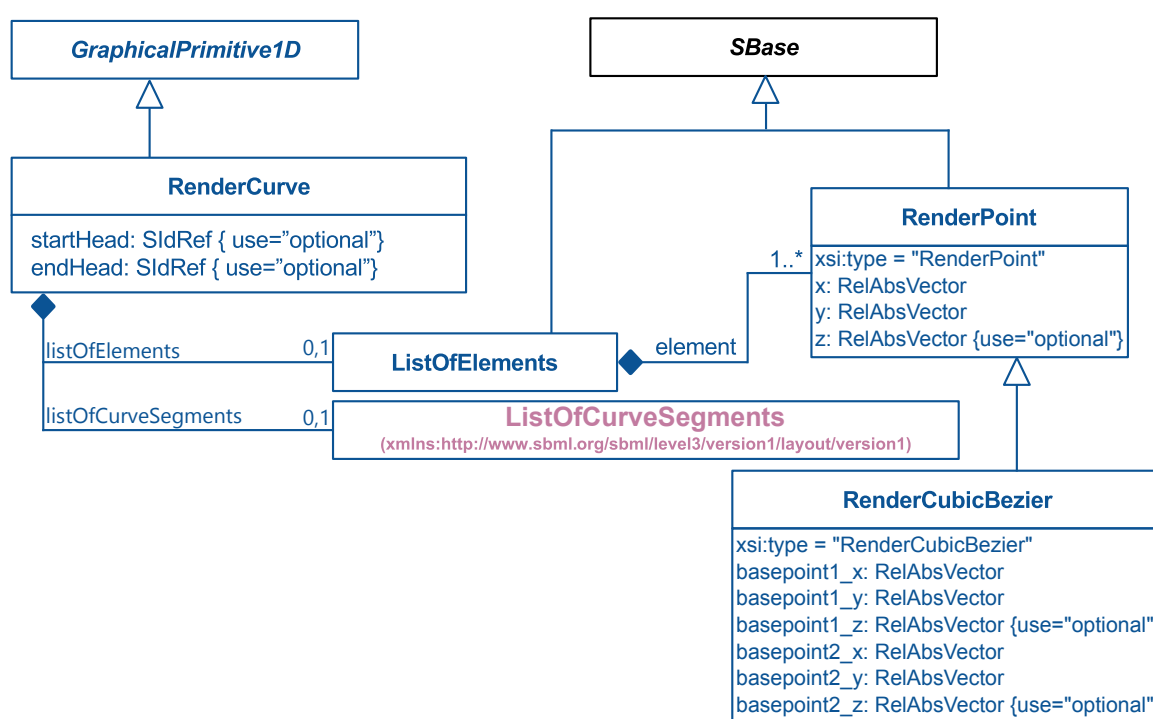 GraphicalPrimitive1D
SBase
RenderCurve
startHead: SIdRef { use=”optional”}
endHead: SIdRef { use=”optional”}
RenderPoint
xsi:type = "RenderPoint"
x: RelAbsVector
y: RelAbsVector
z: RelAbsVector {use="optional"}
1..*
listOfElements
0,1
ListOfElements
element
listOfCurveSegments
0,1
ListOfCurveSegments
(xmlns:http://www.sbml.org/sbml/level3/version1/layout/version1)
RenderCubicBezier
xsi:type = "RenderCubicBezier"
basepoint1_x: RelAbsVector
basepoint1_y: RelAbsVector
basepoint1_z: RelAbsVector {use="optional"
basepoint2_x: RelAbsVector
basepoint2_y: RelAbsVector
basepoint2_z: RelAbsVector {use="optional"